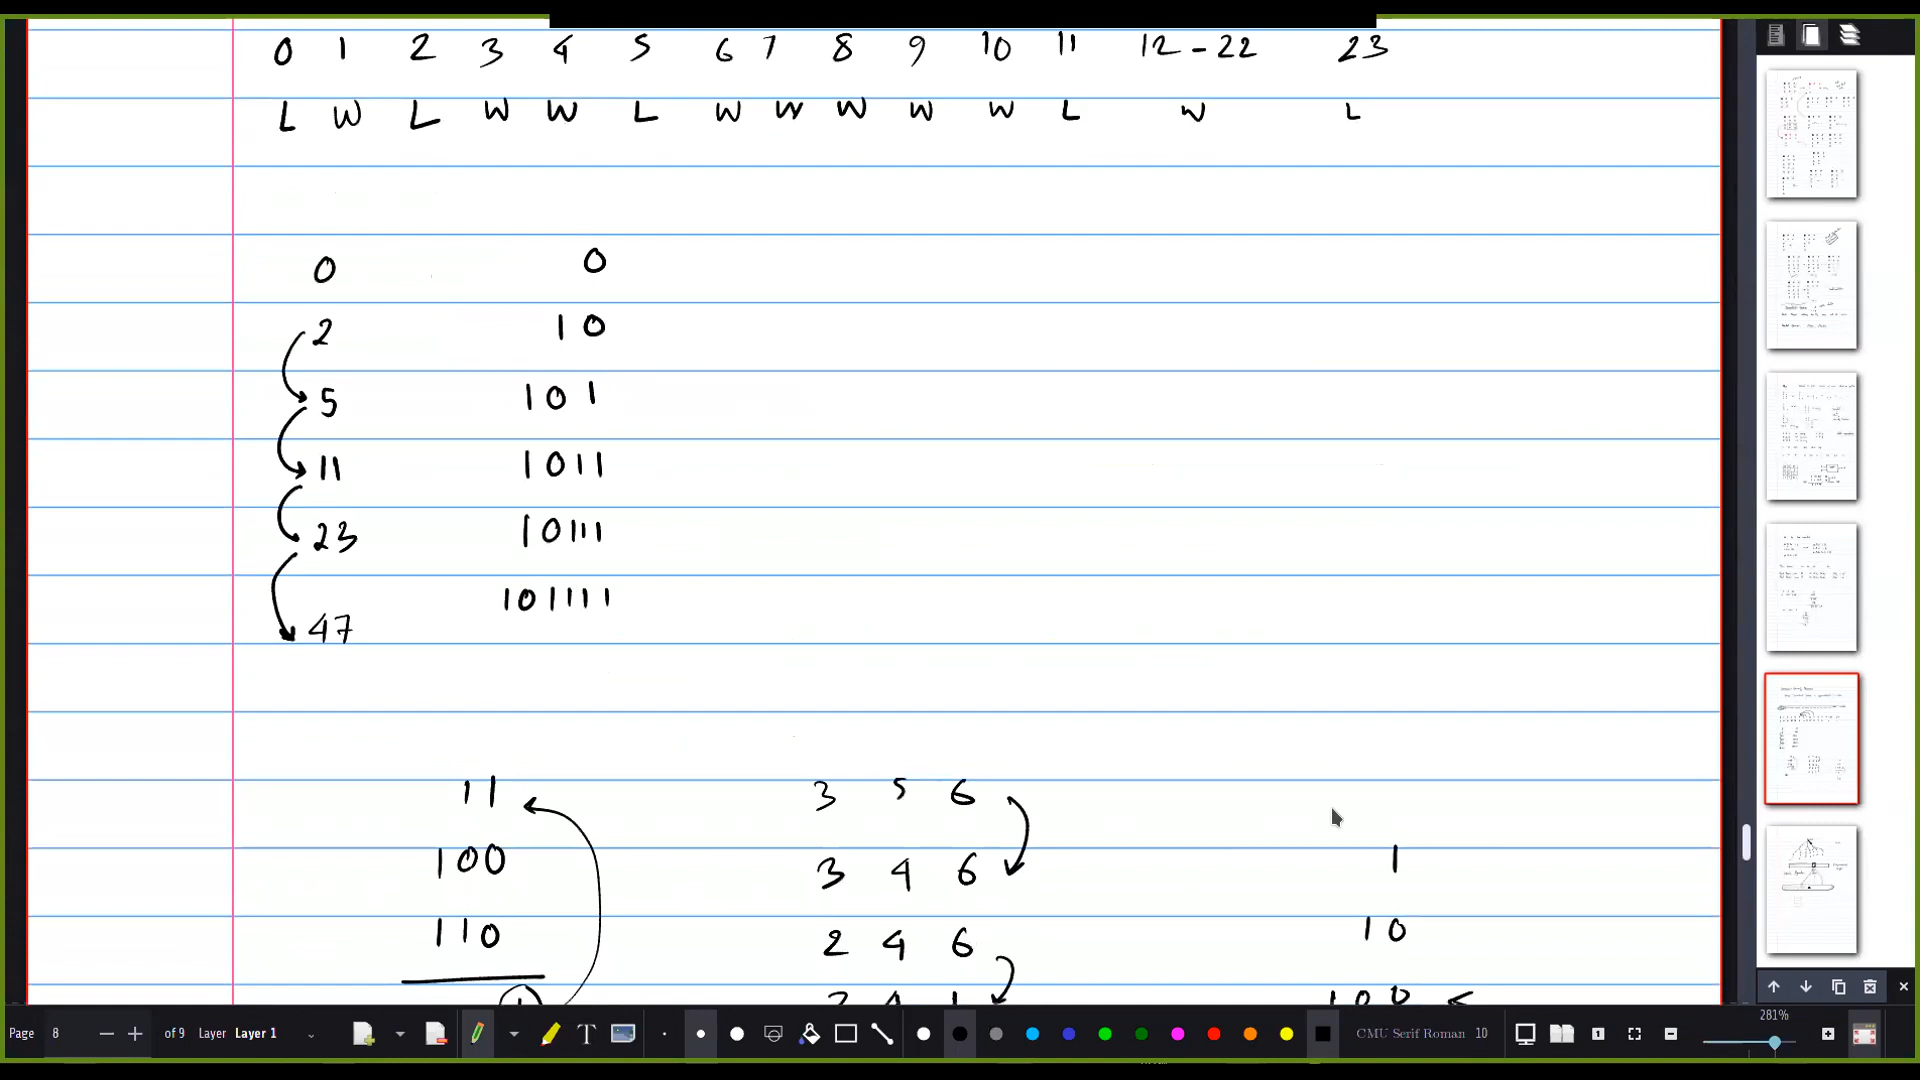 0 1 2 3 4 5 6 7 8 9 10 11 12 - 22 23
L W L W W L W W W W W L W L
0 0
2 10
5 101
11 1011
23 10111
47 101111
11 3 5 6
100 3 4 6 1
110 2 4 6 10
100
Page 8 of 9 Layer Layer 1
CMU Serif Roman 10
281%